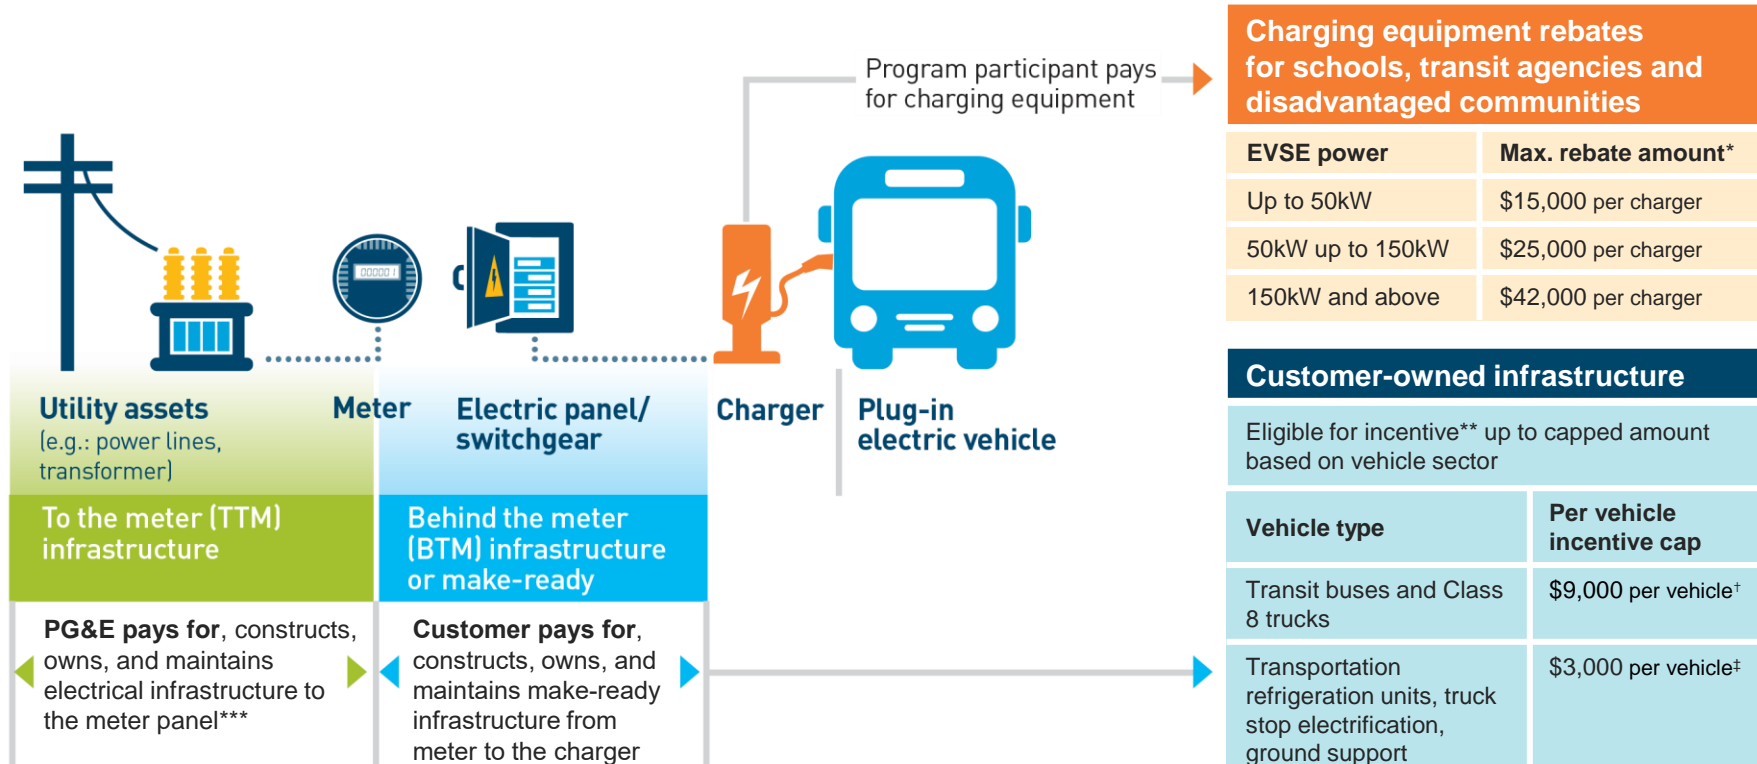 Program participant pays
for charging equipment
Charging equipment rebates
for schools, transit agencies and
disadvantaged communities
EVSE power
Max. rebate amount*
Up to 50kW
$15,000 per charger
50kW up to 150kW
$25,000 per charger
150kW and above
$42,000 per charger
000001
Utility assets
(e.g.: power lines,
transformer)
Meter
Electric panel/
switchgear
Charger
Plug-in
electric vehicle
To the meter (TTM)
infrastructure
Behind the meter
(BTM) infrastructure
or make-ready
PG&E pays for, constructs,
owns, and maintains
electrical infrastructure to
the meter panel***
Customer pays for,
constructs, owns, and
maintains make-ready
infrastructure from
meter to the charger
Customer-owned infrastructure
Eligible for incentive** up to capped amount
based on vehicle sector
Vehicle type
Per vehicle
incentive cap
Transit buses and Class
8 trucks
$9,000 per vehicle†
Transportation
refrigeration units, truck
stop electrification,
ground support
$3,000 per vehicle‡